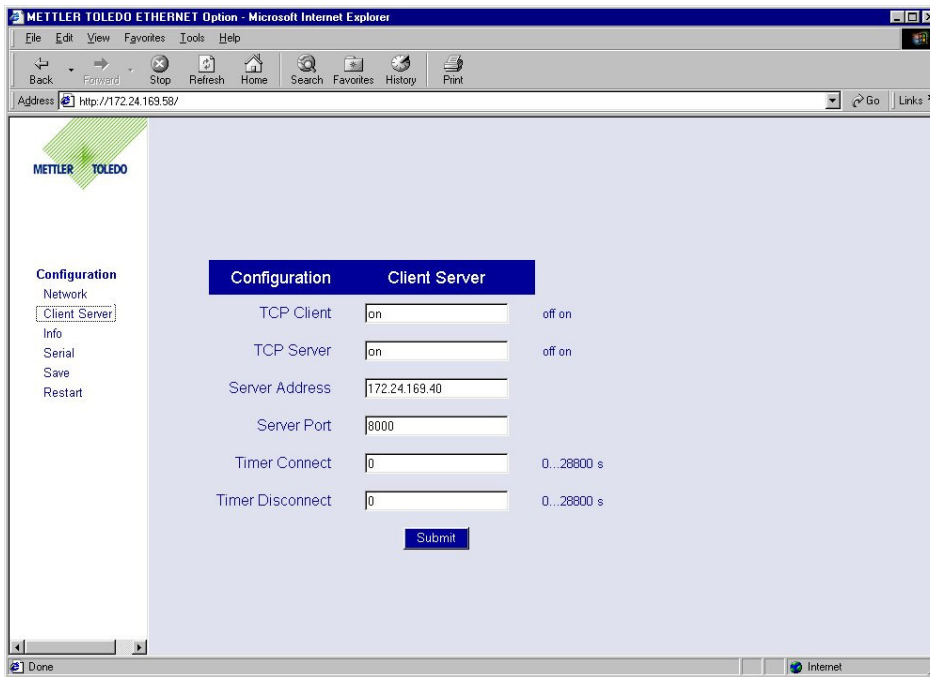 METTLER TOLEDO ETHERNET Option - Microsoft Internet Explorer
File Edit View Favorites Tools Help
Back Forward Stop Refresh Home Search Favorites History Print
Address http://172.24.169.58/ Go Links
METTLER TOLEDO
Configuration
Network
Client Server
Info
Serial
Save
Restart
Configuration Client Server
TCP Client on off on
TCP Server on off on
Server Address 172.24.169.40
Server Port 8000
Timer Connect 0 0...28800 s
Timer Disconnect 0 0...28800 s
Submit
Done Internet